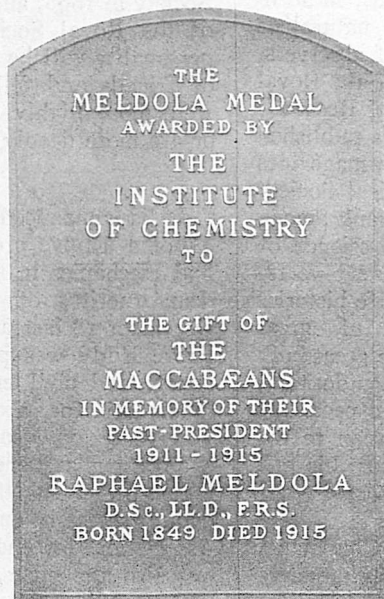 THE
MELDOLA MEDAL
AWARDED BY
THE
INSTITUTE
OF CHEMISTRY
TO
THE GIFT OF
THE
MACCABÆANS
IN MEMORY OF THEIR
PAST-PRESIDENT
1911-1915
RAPHAEL MELDOLA
D.Sc., LL.D., F.R.S.
BORN 1849 DIED 1915